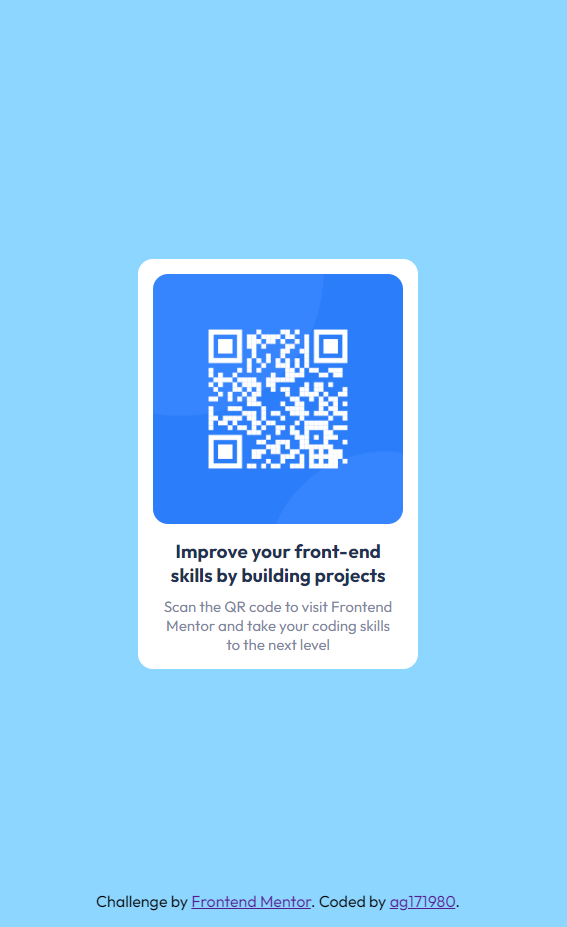 Improve your front-end
skills by building projects
Scan the QR code to visit Frontend
Mentor and take your coding skills
to the next level
Challenge by Frontend Mentor. Coded by ag171980.